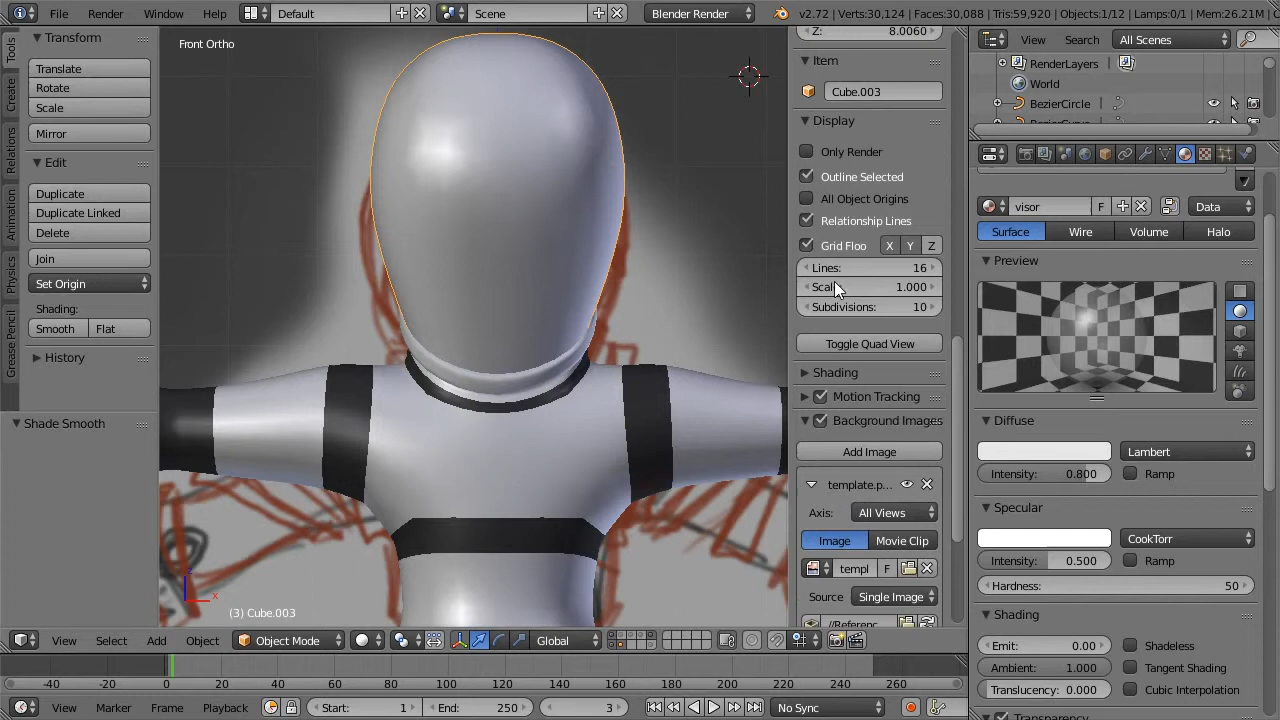 File Render Window Help Default Scene Blender Render v2.72 | Verts:30,124 | Faces:30,088 | Tris:59,920 | Objects:1/12 | Lamps:0/1 | Mem:26.21M
Tools
Create
Relations
Animation
Physics
Grease Pencil
Transform
Translate
Rotate
Scale
Mirror
Edit
Duplicate
Duplicate Linked
Delete
Join
Set Origin
Shading:
Smooth Flat
History
Shade Smooth
Front Ortho
(3) Cube.003
Z: 8.0060
Item
Cube.003
Display
Only Render
Outline Selected
All Object Origins
Relationship Lines
Grid Floo X Y Z
Lines: 16
Scal 1.000
Subdivisions: 10
Toggle Quad View
Shading
Motion Tracking
Background Images
Add Image
template.p...
Axis: All Views
Image Movie Clip
templ F
Source Single Image
View Search All Scenes
RenderLayers
World
BezierCircle
visor F Data
Surface Wire Volume Halo
Preview
Diffuse
Lambert
Intensity: 0.800 Ramp
Specular
CookTorr
Intensity: 0.500 Ramp
Hardness: 50
Shading
Emit: 0.00 Shadeless
Ambient: 1.000 Tangent Shading
Translucency: 0.000 Cubic Interpolation
Transparency
View Select Add Object Object Mode Global
-40 -20 0 20 40 60 80 100 120 140 160 180 200 220 240 260
View Marker Frame Playback Start: 1 End: 250 3 No Sync